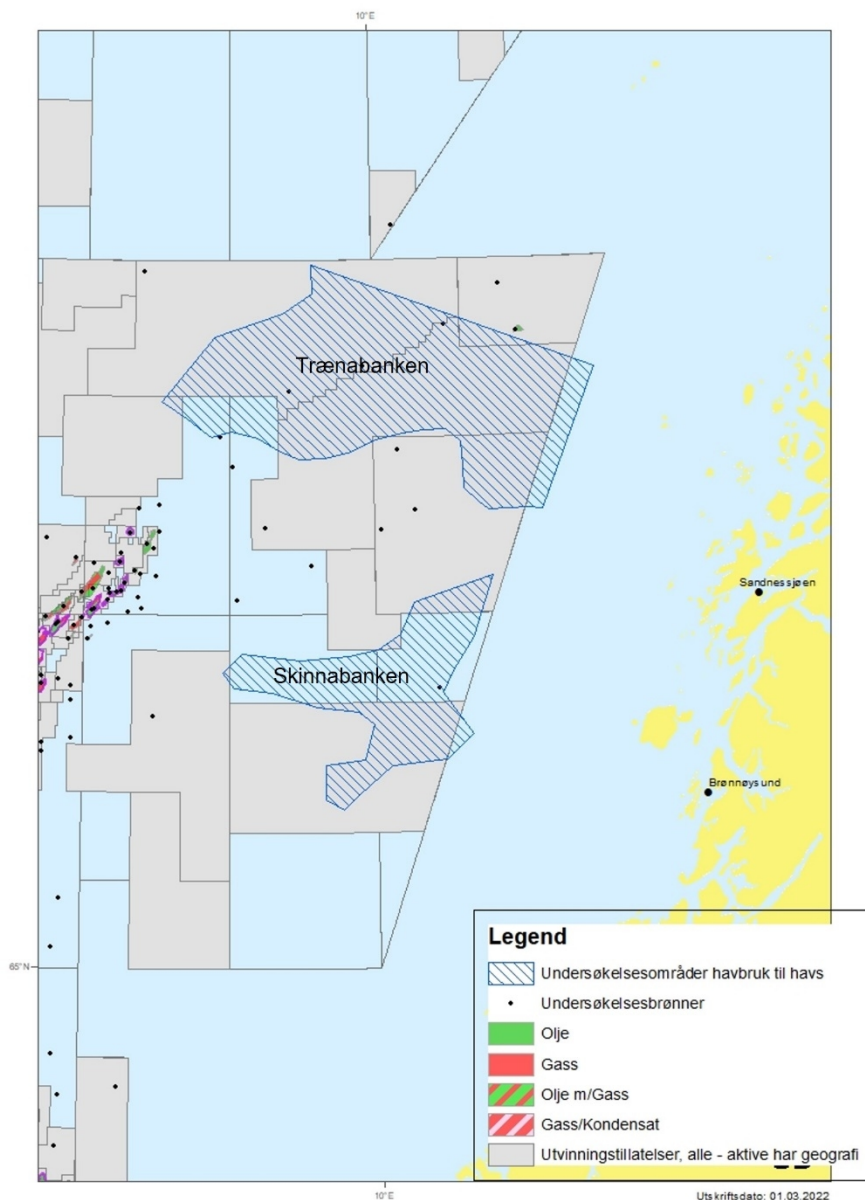 10°E
Trænabanken
Sandnessjøen
Skinnabanken
Brønnøysund
65°N
Legend
Undersøkelsesområder havbruk til havs
Undersøkelsesbrønner
Olje
Gass
Olje m/Gass
Gass/Kondensat
Utvinningstillatelser, alle - aktive har geografi
10°E
Utskriftsdato: 01.03.2022